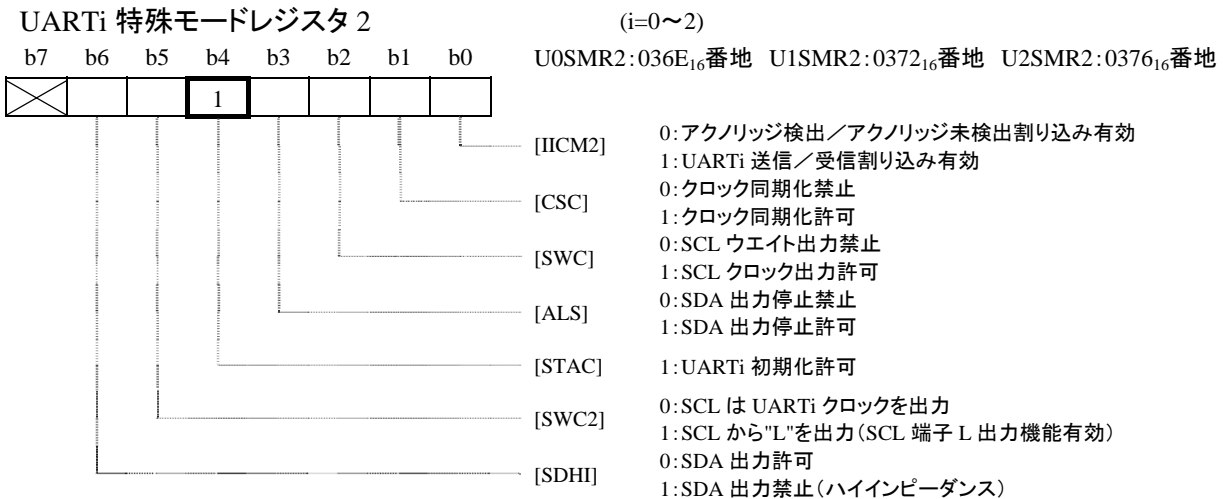 UARTi 特殊モードレジスタ 2 (i=0～2)
b7 b6 b5 b4 b3 b2 b1 b0 U0SMR2：036E₁₆番地 U1SMR2：0372₁₆番地 U2SMR2：0376₁₆番地
1
[IICM2] 0：アクノリッジ検出／アクノリッジ未検出割り込み有効
1：UARTi 送信／受信割り込み有効
[CSC] 0：クロック同期化禁止
1：クロック同期化許可
[SWC] 0：SCL ウエイト出力禁止
1：SCL クロック出力許可
[ALS] 0：SDA 出力停止禁止
1：SDA 出力停止許可
[STAC] 1：UARTi 初期化許可
[SWC2] 0：SCL は UARTi クロックを出力
1：SCL から"L"を出力（SCL 端子 L 出力機能有効）
[SDHI] 0：SDA 出力許可
1：SDA 出力禁止（ハイインピーダンス）